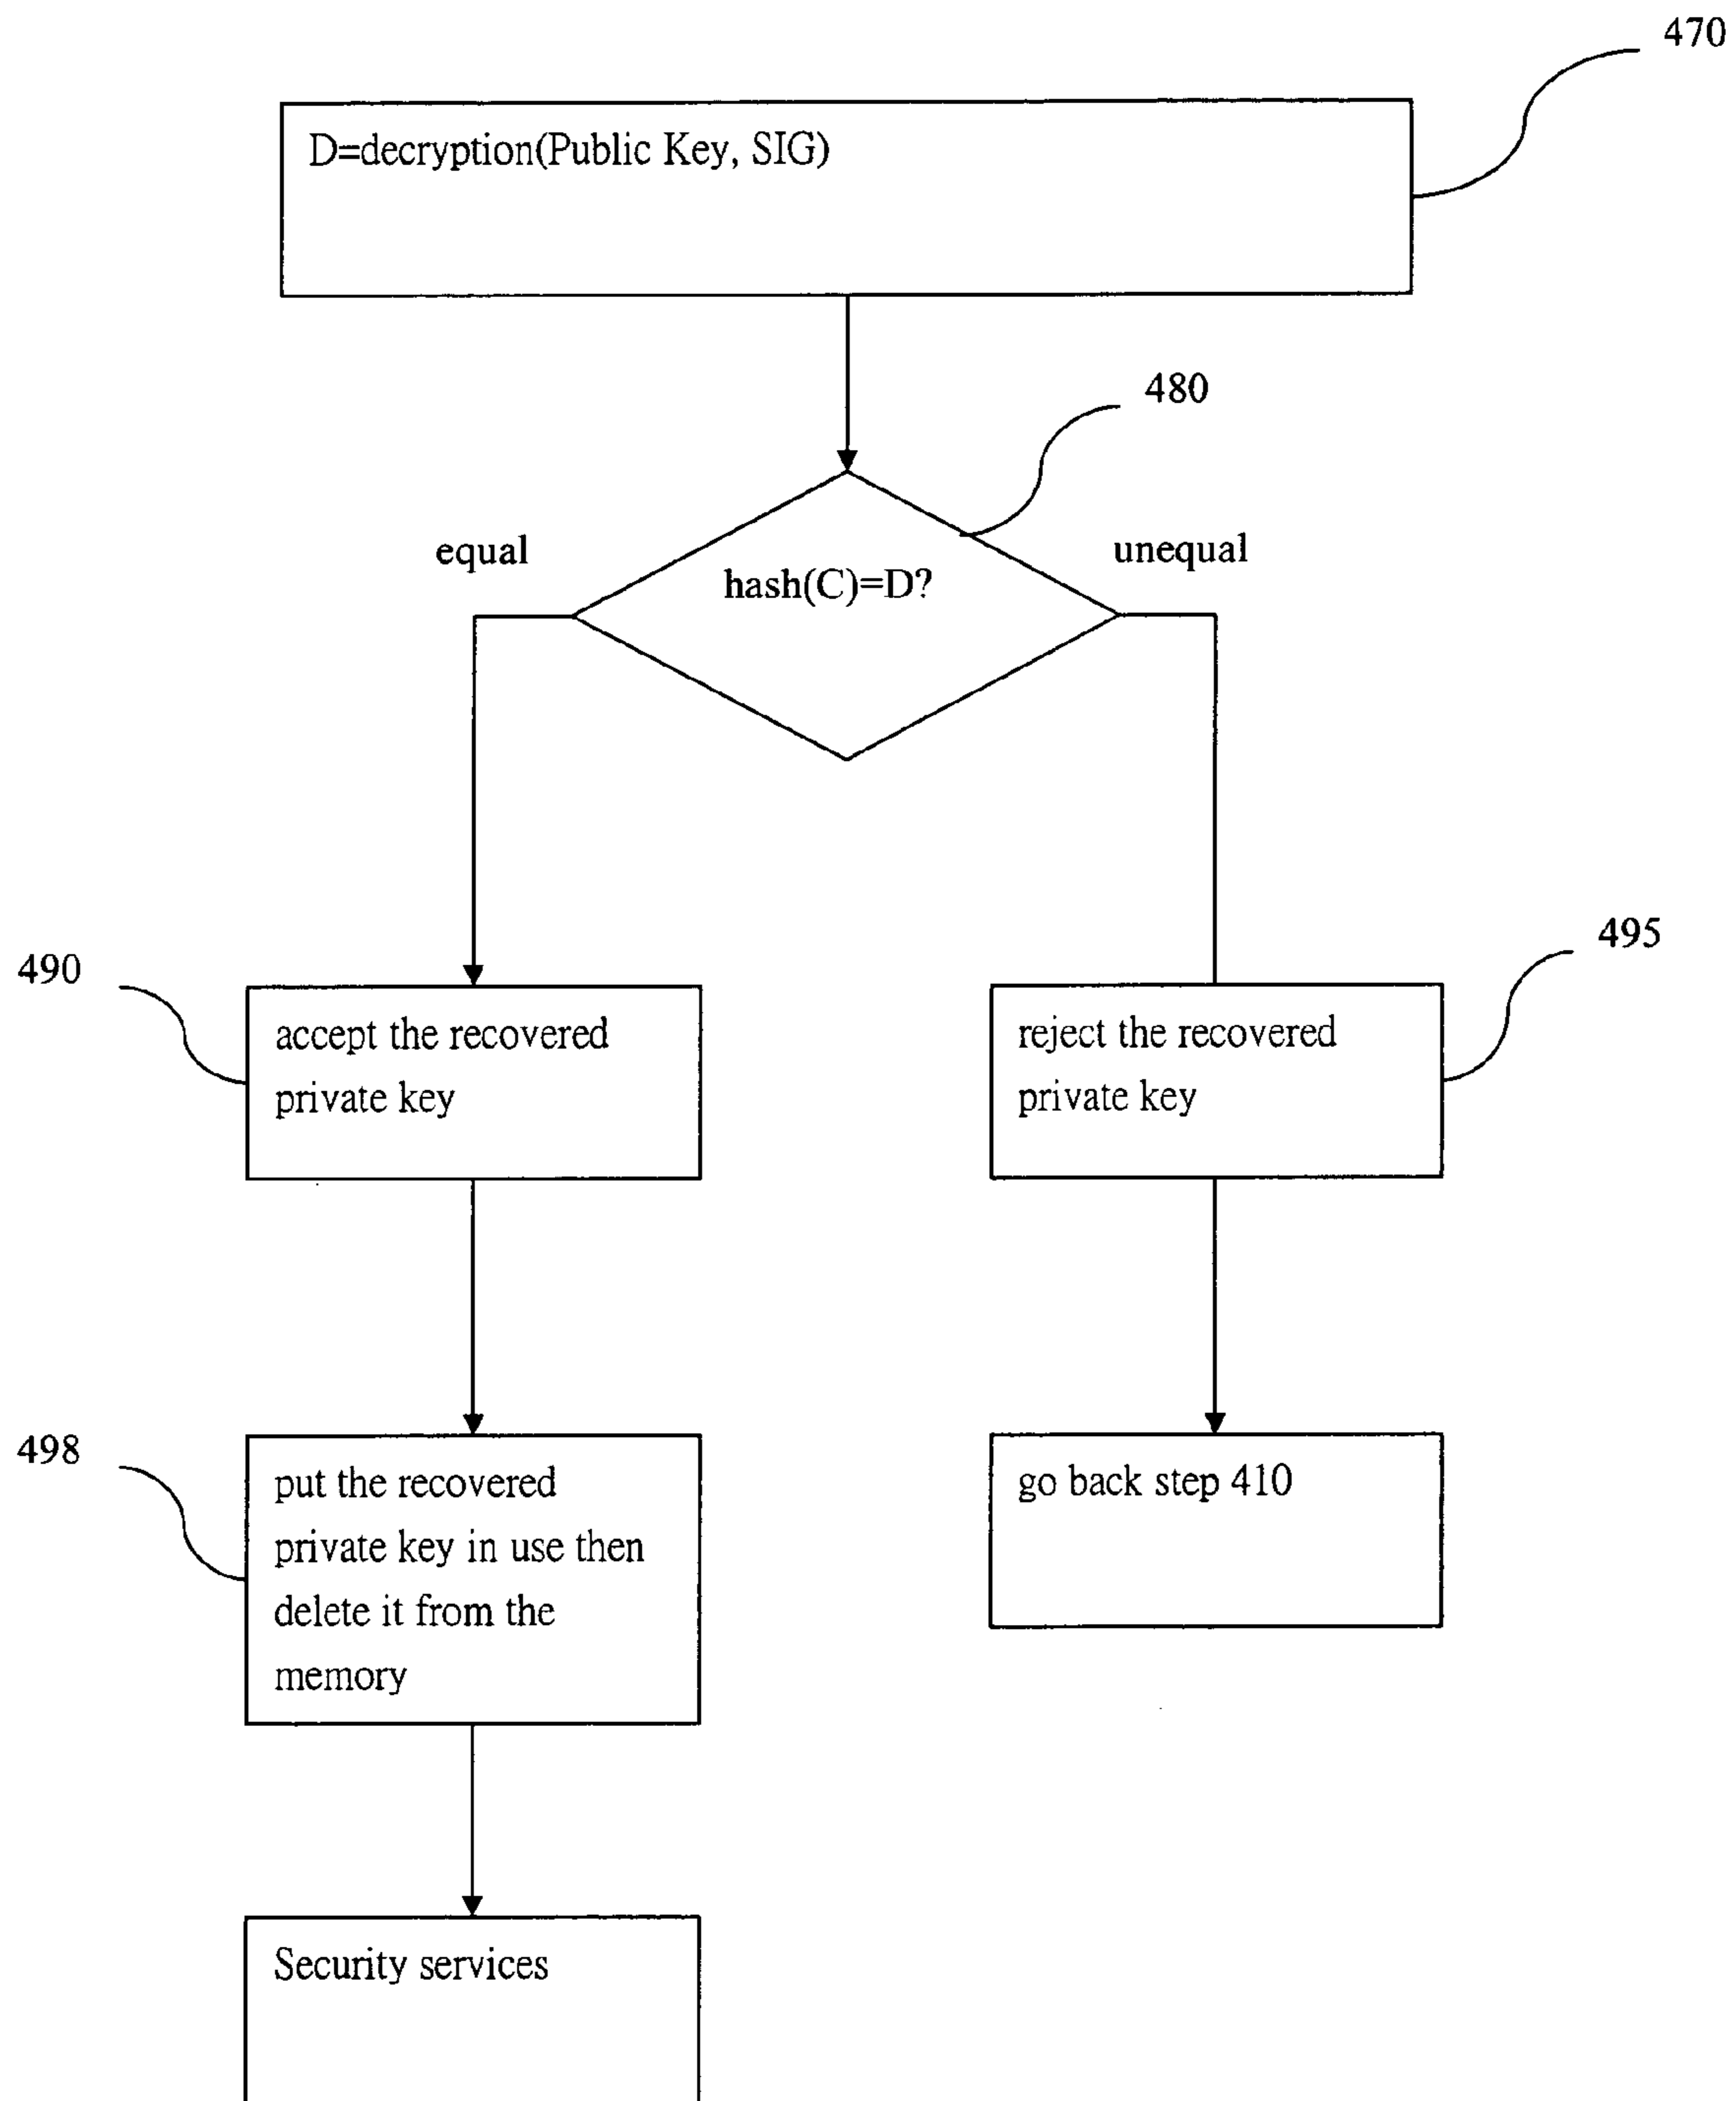 470
D=decryption(Public Key, SIG)
480
equal
unequal
hash(C)=D?
495
490
accept the recovered
private key
reject the recovered
private key
498
put the recovered
private key in use then
delete it from the
memory
go back step 410
Security services